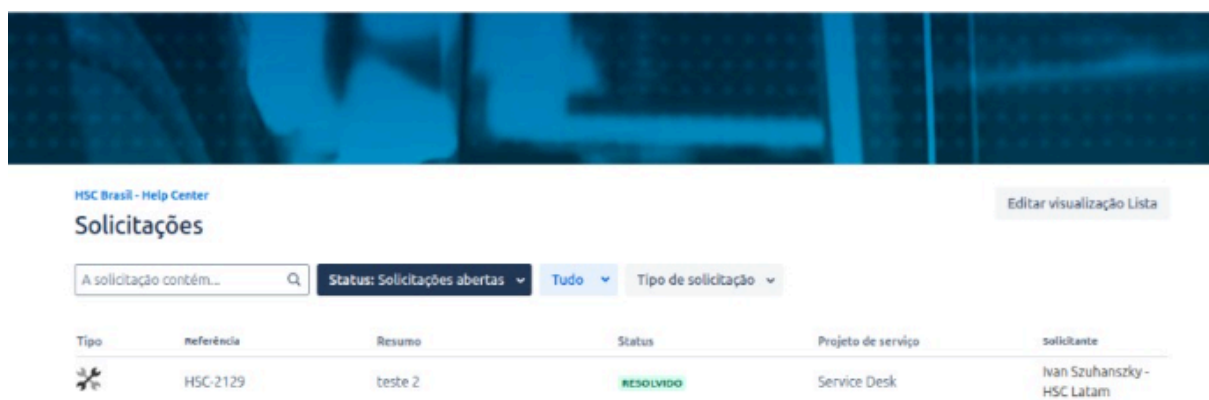 HSC Brasil - Help Center
Editar visualização Lista
Solicitações
A solicitação contém...
Status: Solicitações abertas
Tudo
Tipo de solicitação
Tipo Referência Resumo Status Projeto de serviço Solicitante
HSC-2129 teste 2 RESOLVIDO Service Desk Ivan Szuhanszky -
HSC Latam